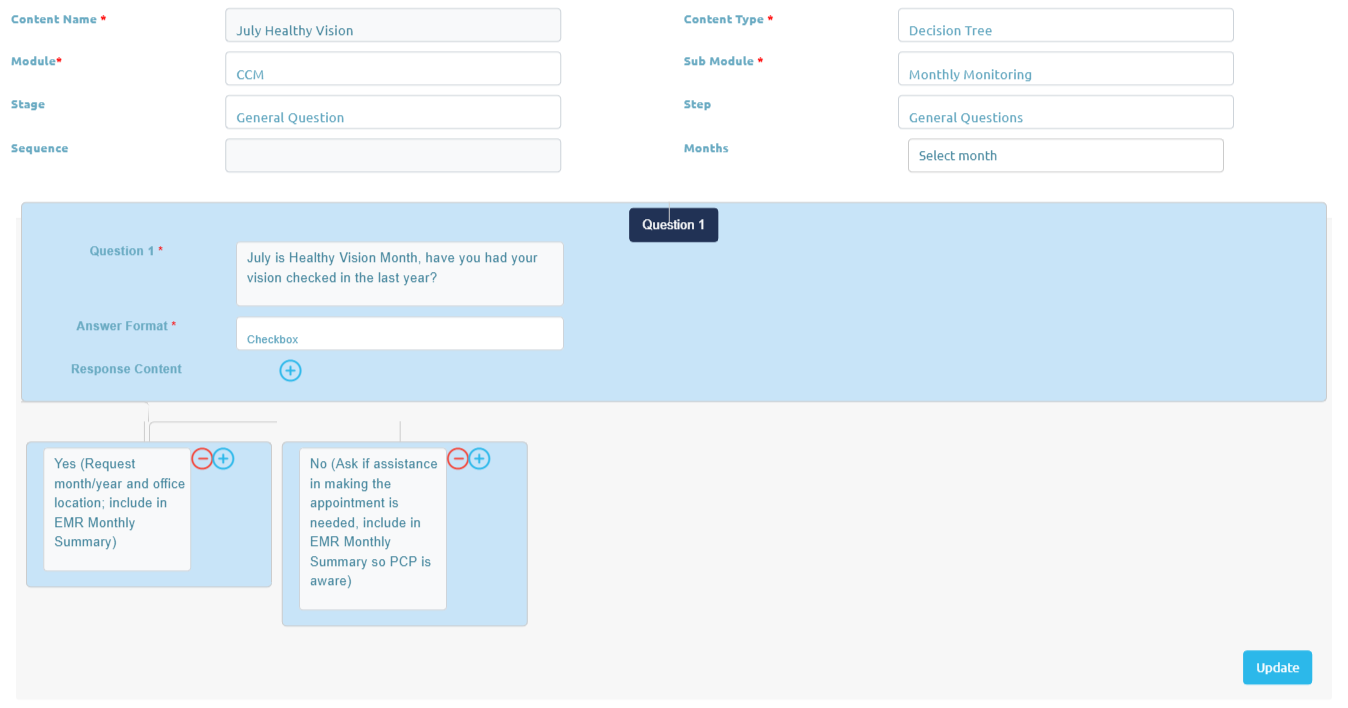 Content Name *
July Healthy Vision
Content Type *
Decision Tree
Module*
CCM
Sub Module *
Monthly Monitoring
Stage
General Question
Step
General Questions
Sequence
Months
Select month
Question 1
Question 1 *
July is Healthy Vision Month, have you had your
vision checked in the last year?
Answer Format *
Checkbox
Response Content
Yes (Request
month/year and office
location; include in
EMR Monthly
Summary)
No (Ask if assistance
in making the
appointment is
needed, include in
EMR Monthly
Summary so PCP is
aware)
Update